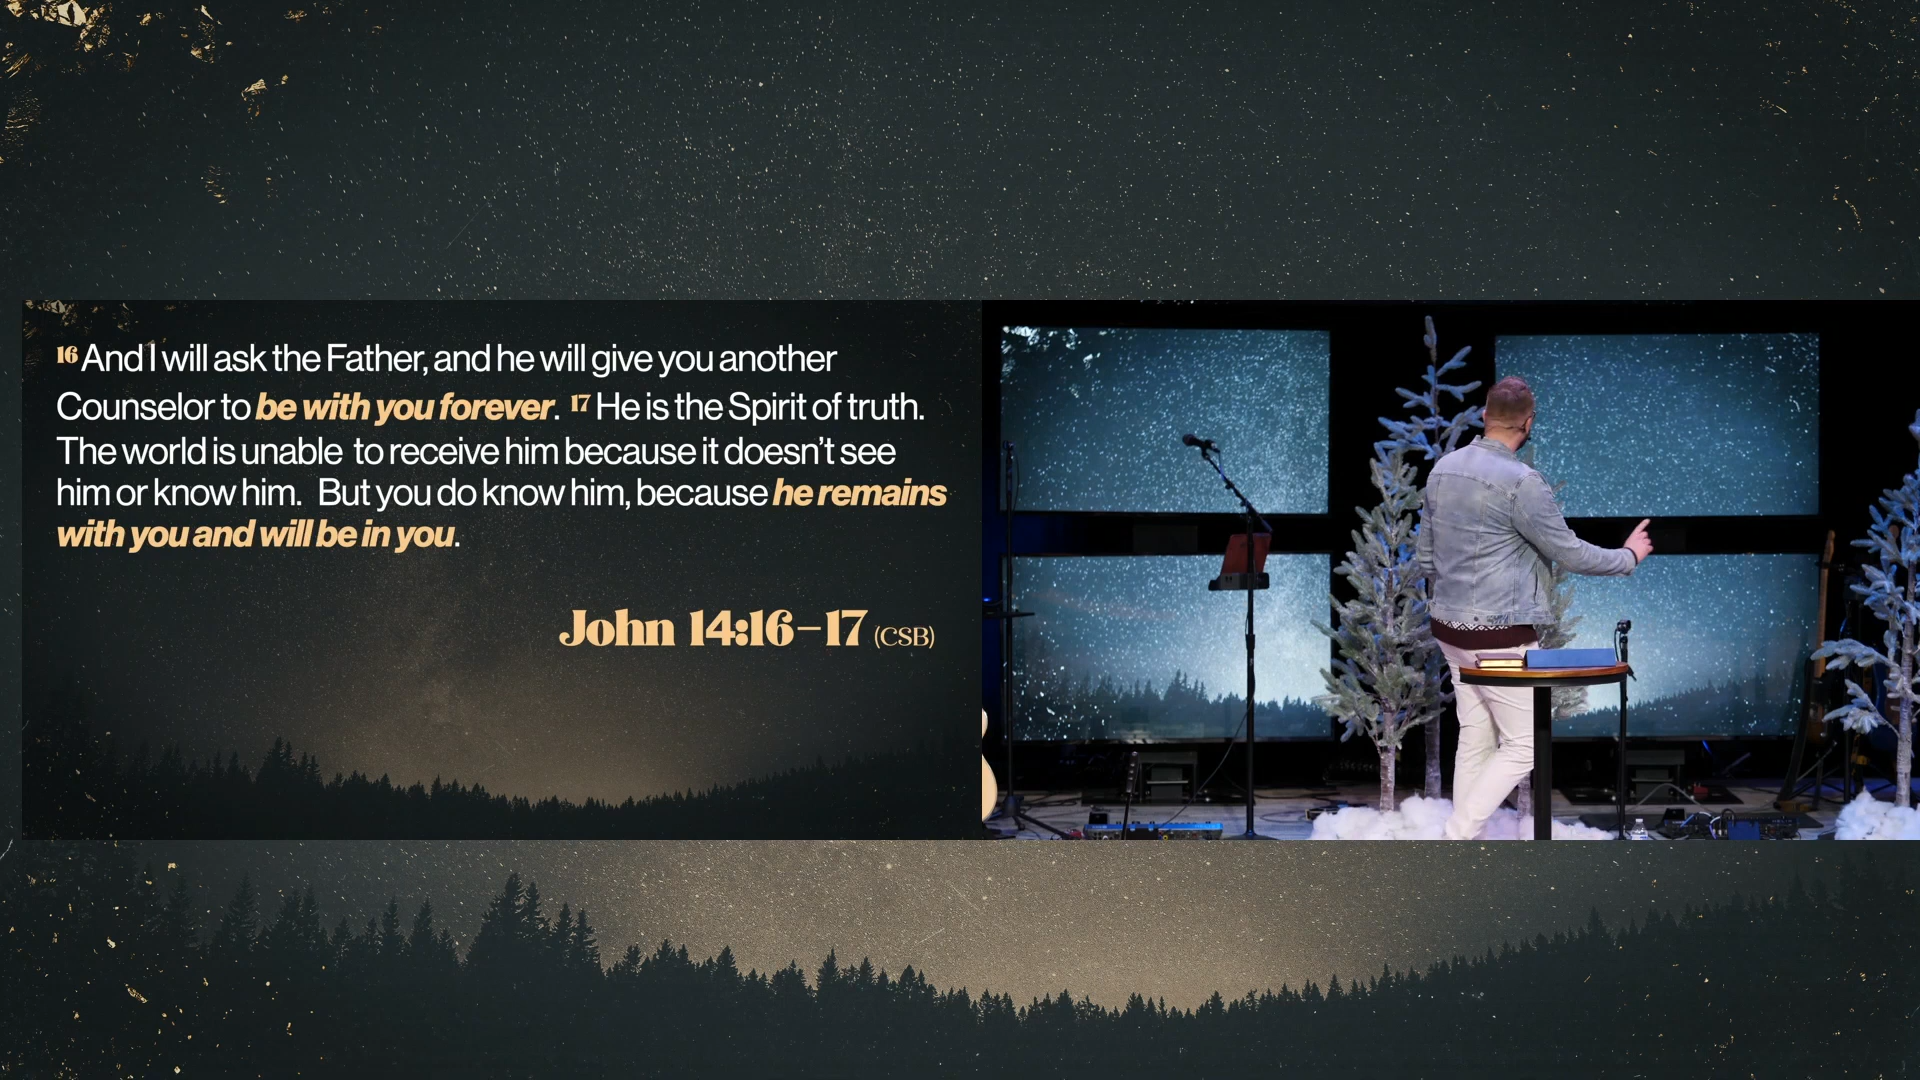 16 And I will ask the Father, and he will give you another
Counselor to be with you forever. 17 He is the Spirit of truth.
The world is unable to receive him because it doesn’t see
him or know him. But you do know him, because he remains
with you and will be in you.
John 14:16–17 (CSB)